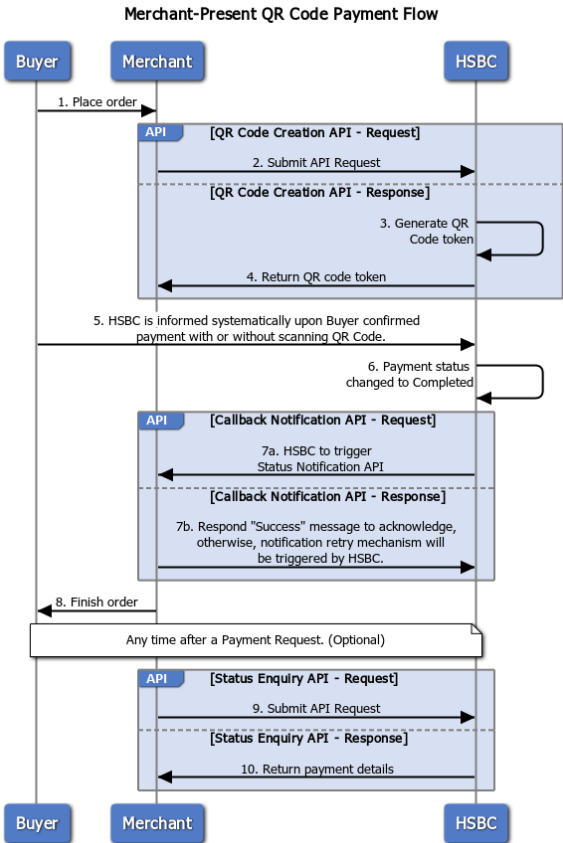 Merchant-Present QR Code Payment Flow
Buyer
Merchant
HSBC
1. Place order
API
[QR Code Creation API - Request]
2. Submit API Request
[QR Code Creation API - Response]
3. Generate QR
Code token
4. Return QR code token
5. HSBC is informed systematically upon Buyer confirmed
payment with or without scanning QR Code.
6. Payment status
changed to Completed
API
[Callback Notification API - Request]
7a. HSBC to trigger
Status Notification API
[Callback Notification API - Response]
7b. Respond "Success" message to acknowledge,
otherwise, notification retry mechanism will
be triggered by HSBC.
8. Finish order
Any time after a Payment Request. (Optional)
API
[Status Enquiry API - Request]
9. Submit API Request
[Status Enquiry API - Response]
10. Return payment details
Buyer
Merchant
HSBC